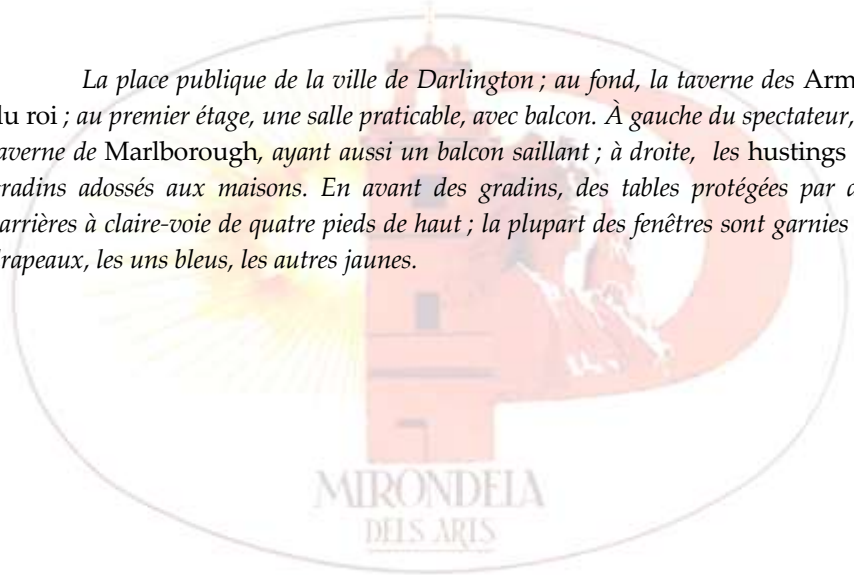 La place publique de la ville de Darlington ; au fond, la taverne des Arm
du roi ; au premier étage, une salle praticable, avec balcon. À gauche du spectateur,
taverne de Marlborough, ayant aussi un balcon saillant ; à droite, les hustings
gradins adossés aux maisons. En avant des gradins, des tables protégées par d
barrières à claire-voie de quatre pieds de haut ; la plupart des fenêtres sont garnies
drapeaux, les uns bleus, les autres jaunes.
MIRONDELA
DELS ARTS